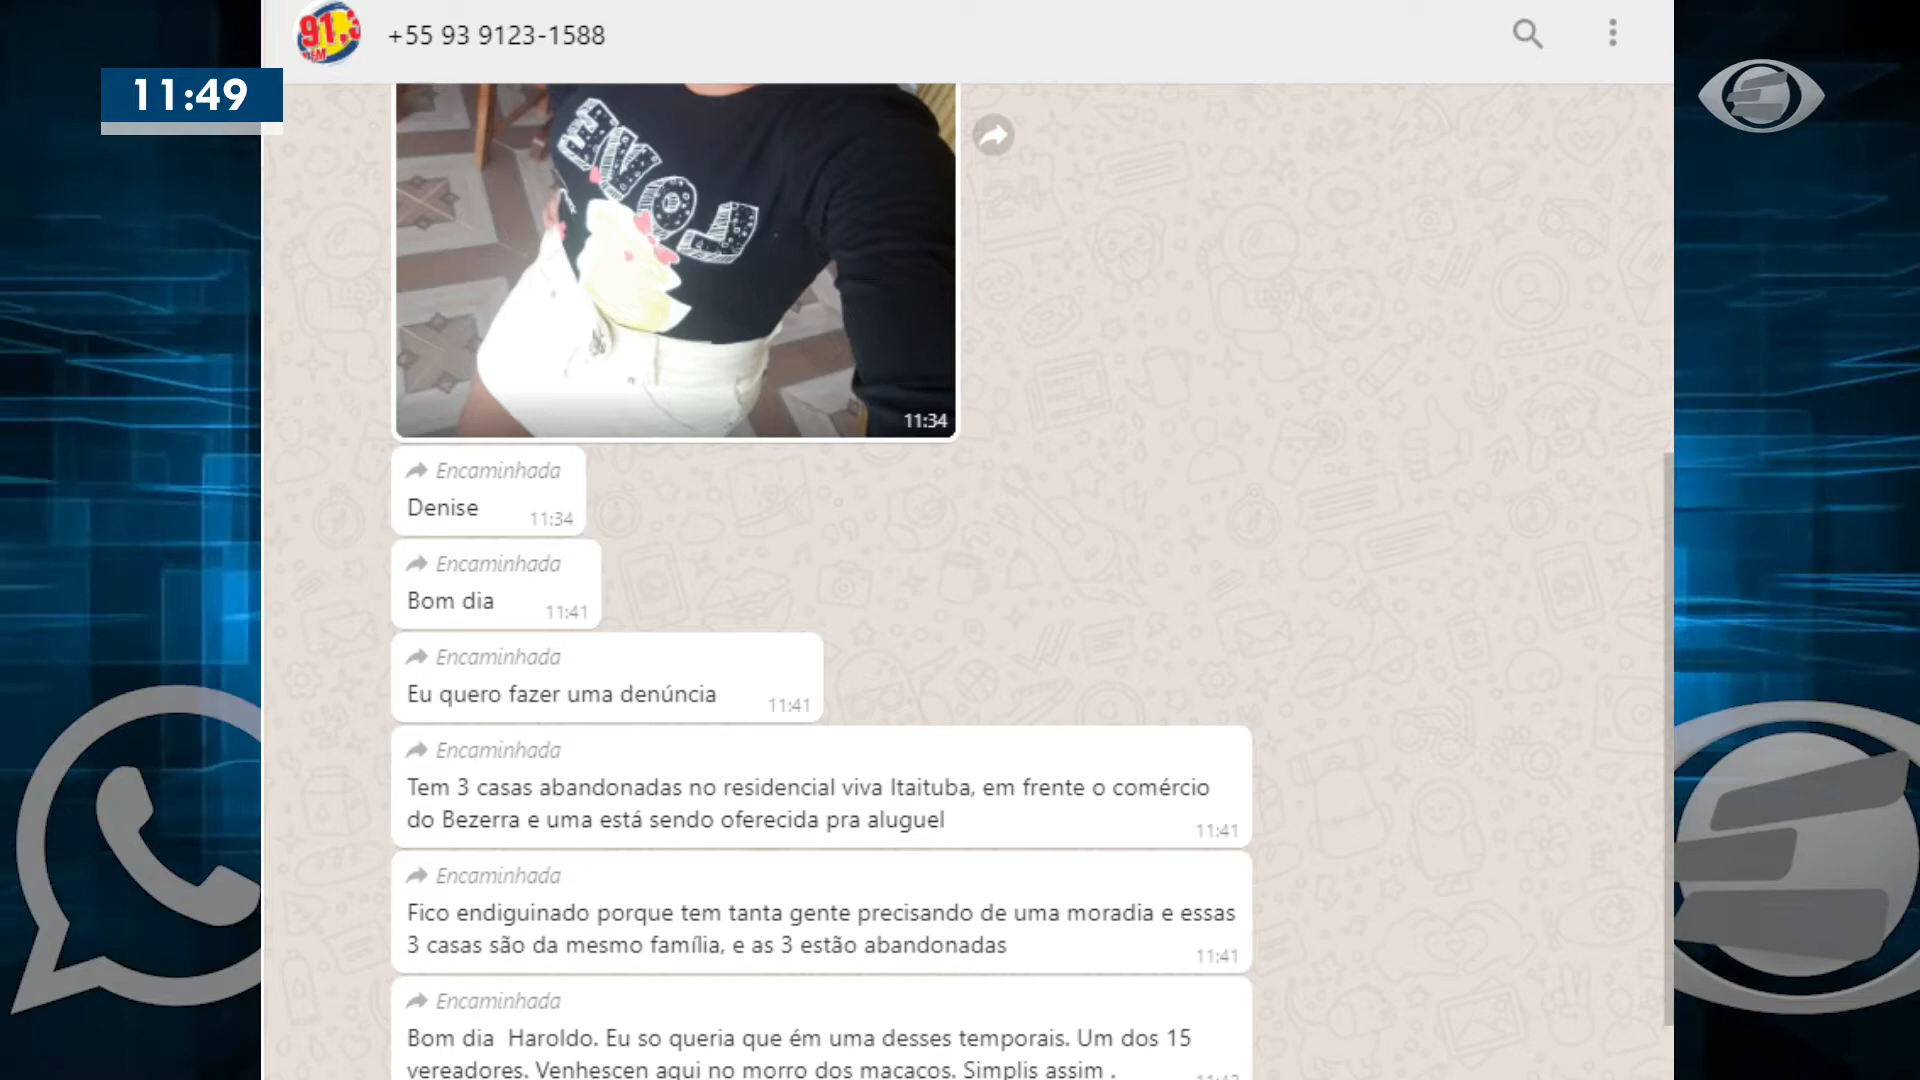 91,3
FM
+55 93 9123-1588
11:49
LOVE
11:34
Encaminhada
Denise
11:34
Encaminhada
Bom dia
11:41
Encaminhada
Eu quero fazer uma denúncia
11:41
Encaminhada
Tem 3 casas abandonadas no residencial viva Itaituba, em frente o comércio
do Bezerra e uma está sendo oferecida pra aluguel
11:41
Encaminhada
Fico endiguinado porque tem tanta gente precisando de uma moradia e essas
3 casas são da mesmo família, e as 3 estão abandonadas
11:41
Encaminhada
Bom dia  Haroldo. Eu so queria que ém uma desses temporais. Um dos 15
vereadores. Venhescen aqui no morro dos macacos. Simplis assim .